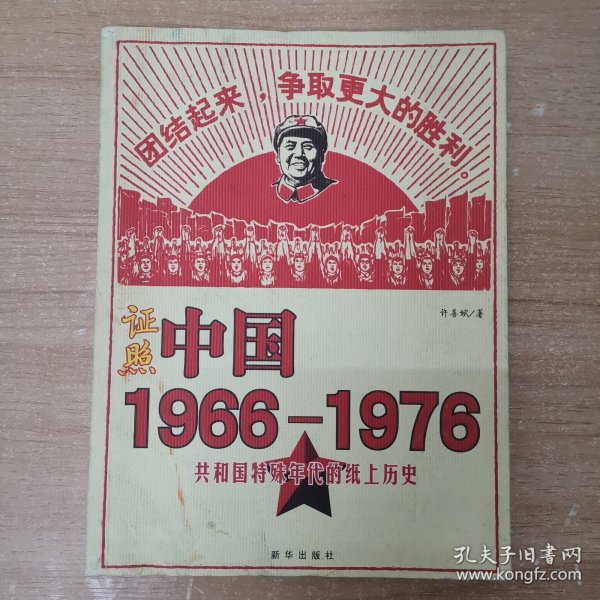 团结起来，争取更大的胜利。
许善斌/著
证照
中国
1966-1976
共和国特殊年代的纸上历史
新华出版社
孔夫子旧書网
www.kongfz.com